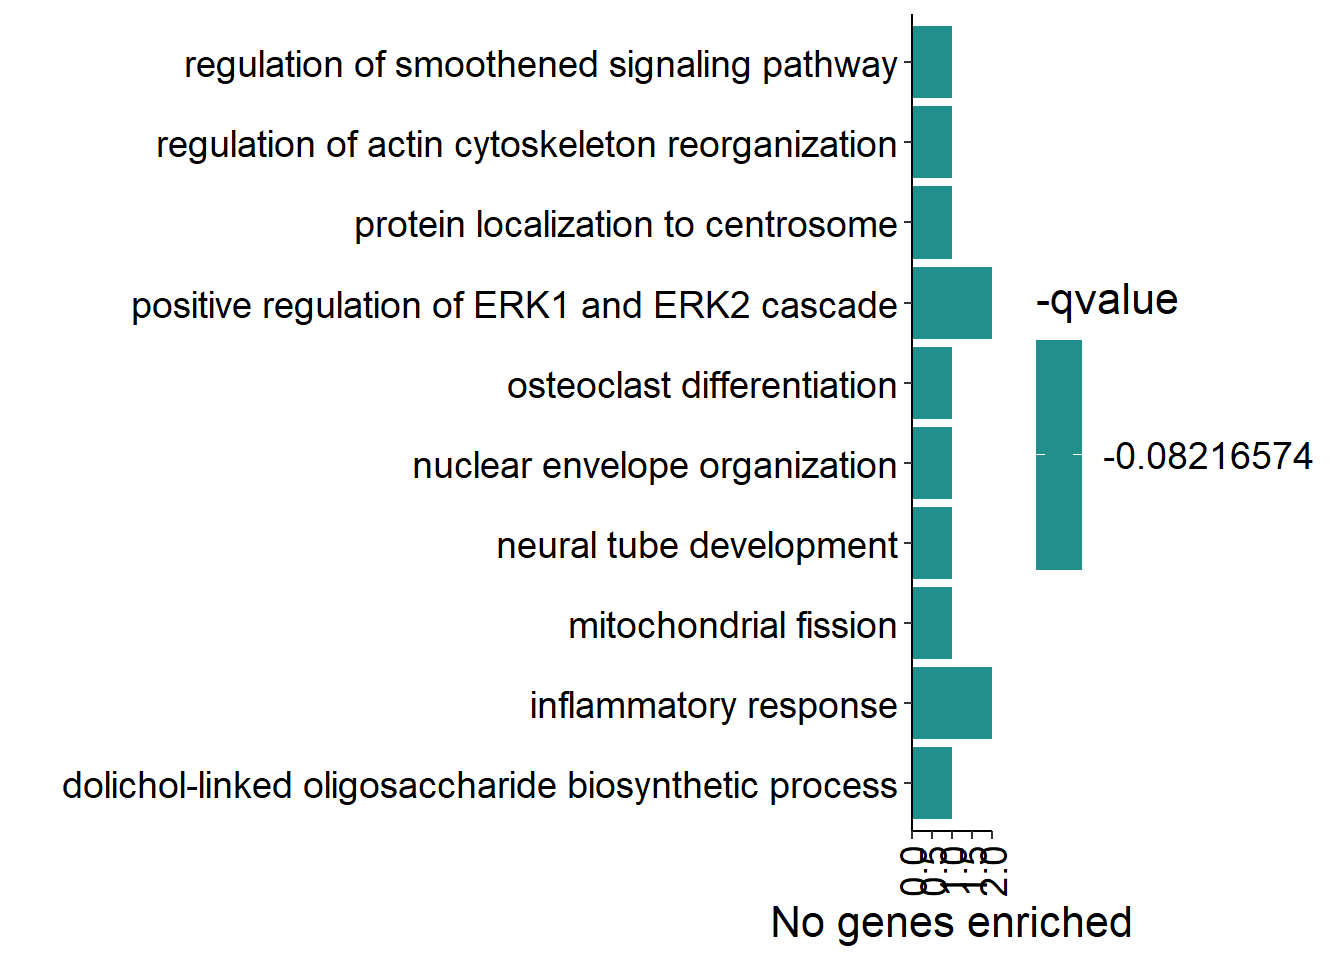 regulation of smoothened signaling pathway
regulation of actin cytoskeleton reorganization
protein localization to centrosome
positive regulation of ERK1 and ERK2 cascade
osteoclast differentiation
nuclear envelope organization
neural tube development
mitochondrial fission
inflammatory response
dolichol-linked oligosaccharide biosynthetic process
0.0
0.5
1.0
1.5
2.0
No genes enriched
-qvalue
-0.08216574